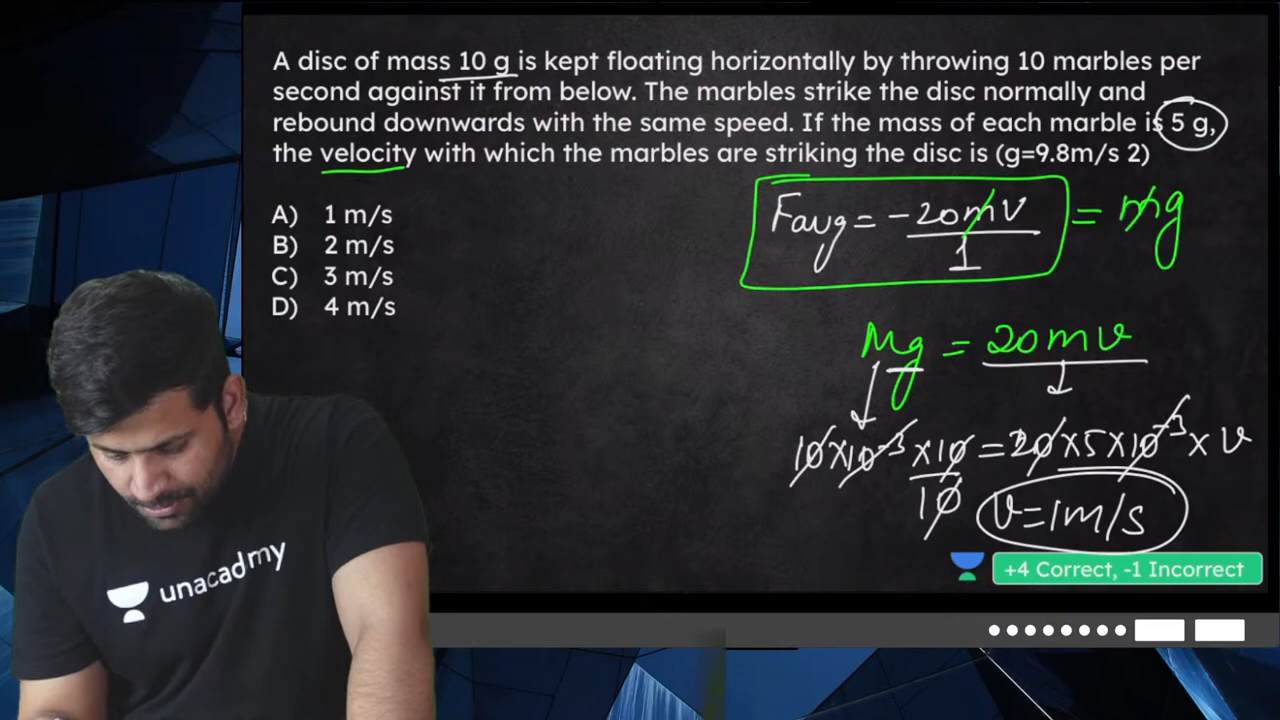 A disc of mass 10 g is kept floating horizontally by throwing 10 marbles per
second against it from below. The marbles strike the disc normally and
rebound downwards with the same speed. If the mass of each marble is 5 g,
the velocity with which the marbles are striking the disc is (g=9.8m/s 2)
A) 1 m/s
B) 2 m/s
C) 3 m/s
D) 4 m/s
Favg = -20mv/1 = mg
Mg = 20mv
10×10⁻³×10 = 20×5×10⁻³×v
10
v=1m/s
unacademy
+4 Correct, -1 Incorrect